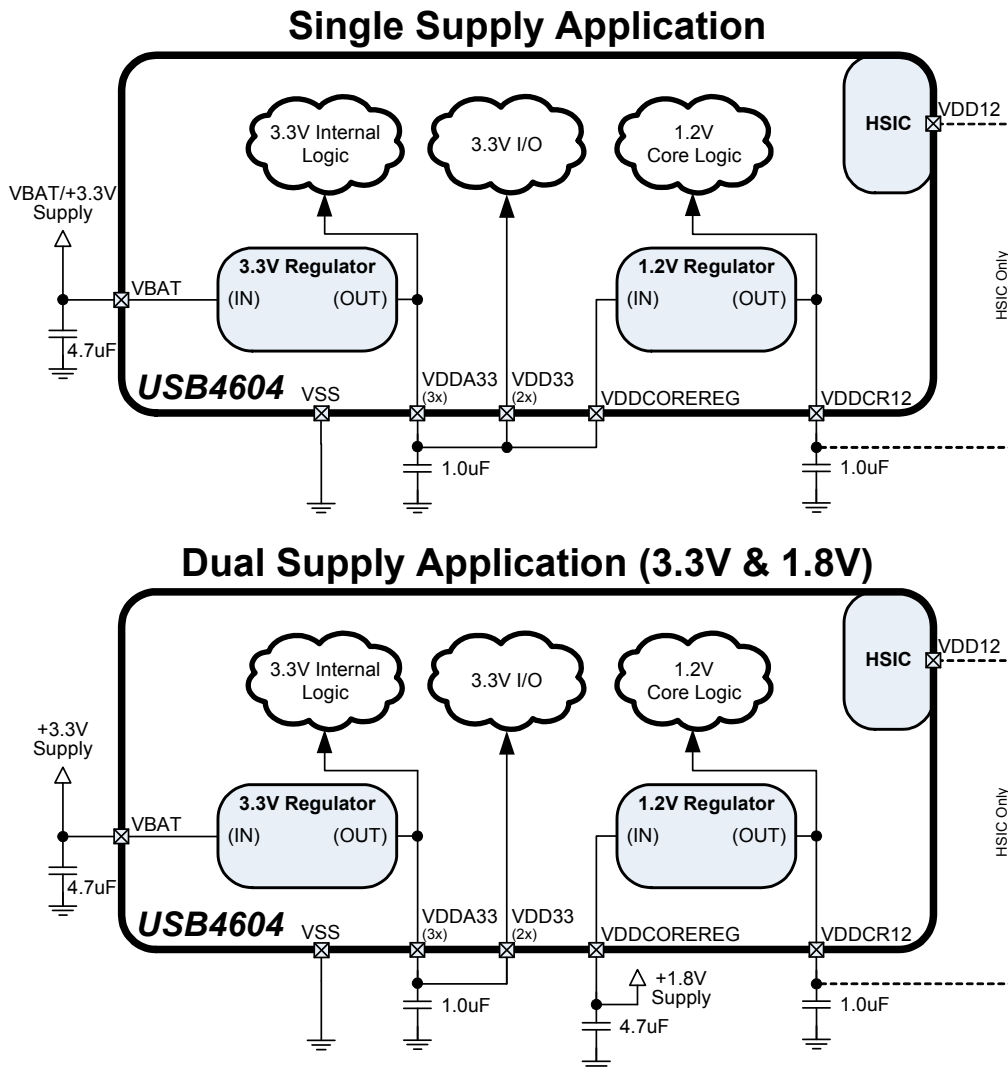 Single Supply Application
3.3V Internal
Logic
3.3V I/O
1.2V
Core Logic
HSIC
VDD12
VBAT/+3.3V
Supply
3.3V Regulator
1.2V Regulator
VBAT
(IN)
(OUT)
(IN)
(OUT)
HSIC Only
4.7uF
USB4604
VSS
VDDA33
(3x)
VDD33
(2x)
VDDCOREREG
VDDCR12
1.0uF
1.0uF
Dual Supply Application (3.3V & 1.8V)
3.3V Internal
Logic
3.3V I/O
1.2V
Core Logic
HSIC
VDD12
+3.3V
Supply
3.3V Regulator
1.2V Regulator
VBAT
(IN)
(OUT)
(IN)
(OUT)
HSIC Only
4.7uF
USB4604
VSS
VDDA33
(3x)
VDD33
(2x)
VDDCOREREG
VDDCR12
1.0uF
+1.8V
Supply
4.7uF
1.0uF